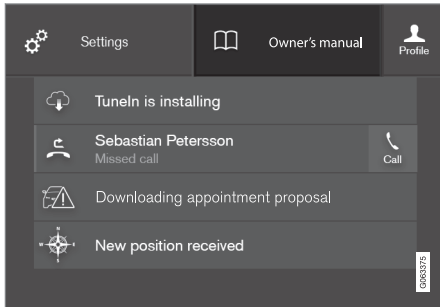 Settings
Owner's manual
Profile
TuneIn is installing
Sebastian Petersson
Missed call
Call
Downloading appointment proposal
New position received
G063375